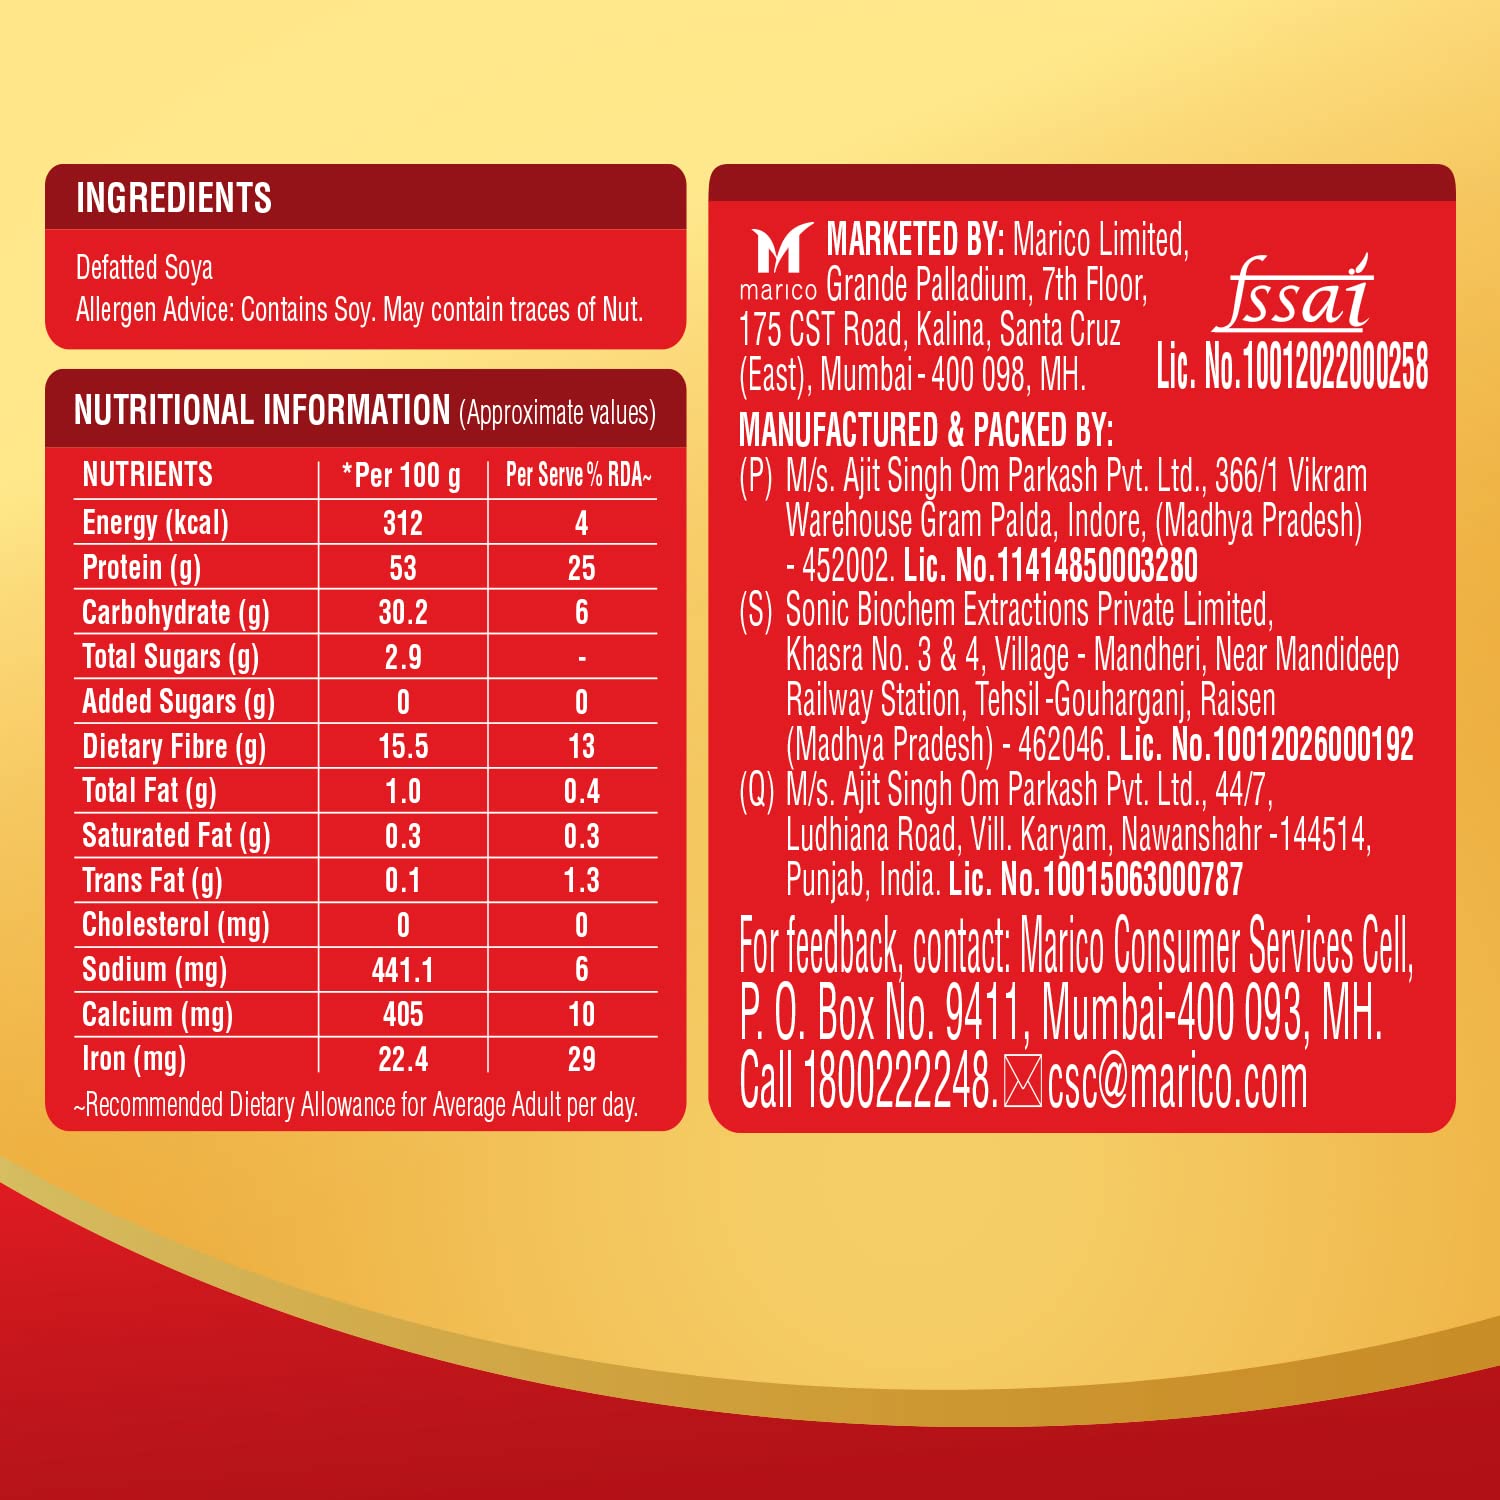 INGREDIENTS
Defatted Soya
Allergen Advice: Contains Soy. May contain traces of Nut.
NUTRITIONAL INFORMATION (Approximate values)
NUTRIENTS *Per 100 g Per Serve % RDA~
Energy (kcal) 312 4
Protein (g) 53 25
Carbohydrate (g) 30.2 6
Total Sugars (g) 2.9 -
Added Sugars (g) 0 0
Dietary Fibre (g) 15.5 13
Total Fat (g) 1.0 0.4
Saturated Fat (g) 0.3 0.3
Trans Fat (g) 0.1 1.3
Cholesterol (mg) 0 0
Sodium (mg) 441.1 6
Calcium (mg) 405 10
Iron (mg) 22.4 29
~Recommended Dietary Allowance for Average Adult per day.
marico
MARKETED BY: Marico Limited,
Grande Palladium, 7th Floor,
175 CST Road, Kalina, Santa Cruz
(East), Mumbai - 400 098, MH.
fssai
Lic. No.10012022000258
MANUFACTURED & PACKED BY:
(P) M/s. Ajit Singh Om Parkash Pvt. Ltd., 366/1 Vikram
Warehouse Gram Palda, Indore, (Madhya Pradesh)
- 452002. Lic. No.11414850003280
(S) Sonic Biochem Extractions Private Limited,
Khasra No. 3 & 4, Village - Mandheri, Near Mandideep
Railway Station, Tehsil -Gouharganj, Raisen
(Madhya Pradesh) - 462046. Lic. No.10012026000192
(Q) M/s. Ajit Singh Om Parkash Pvt. Ltd., 44/7,
Ludhiana Road, Vill. Karyam, Nawanshahr -144514,
Punjab, India. Lic. No.10015063000787
For feedback, contact: Marico Consumer Services Cell,
P. O. Box No. 9411, Mumbai-400 093, MH.
Call 1800222248. csc@marico.com